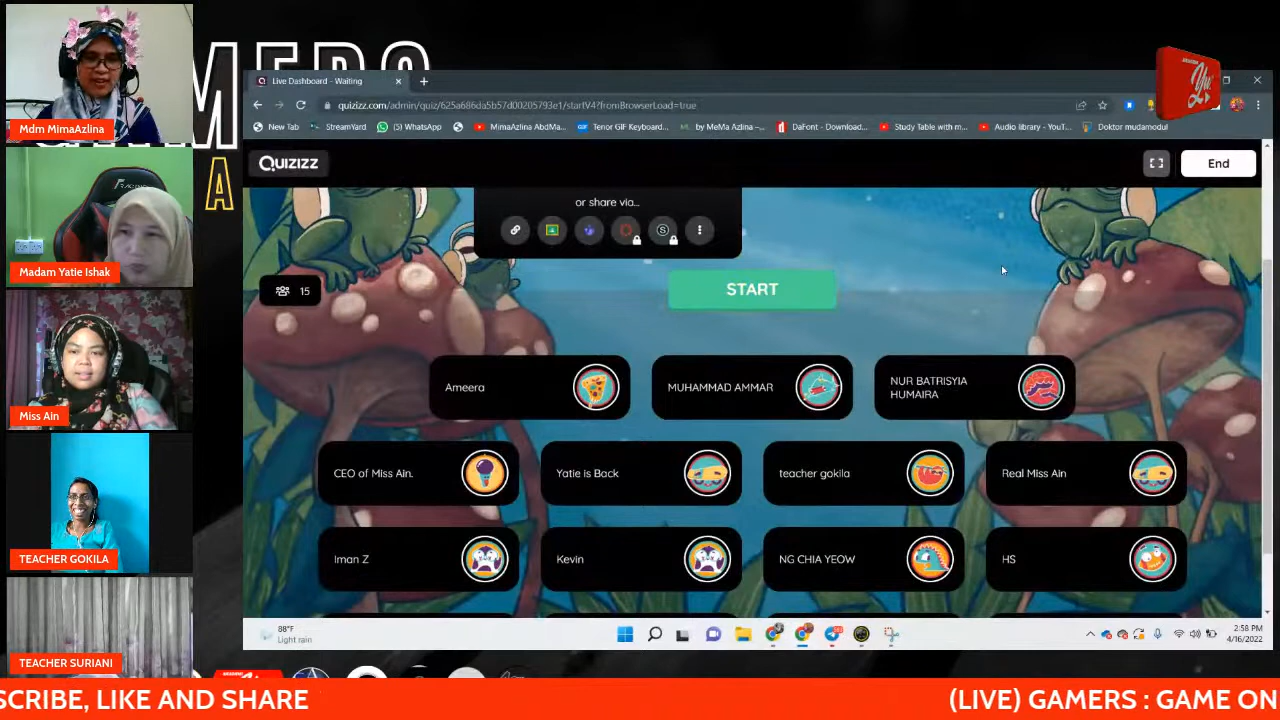 Mdm MimaAzlina
Madam Yatie Ishak
Miss Ain
TEACHER GOKILA
TEACHER SURIANI
A
Live Dashboard - Waiting
quizizz.com/admin/quiz/625a686da5b57d00205793e1/startV4?fromBrowserLoad=true
New Tab
StreamYard
(5) WhatsApp
MimaAzlina AbdMa...
Tenor GIF Keyboard...
by MeMa Azlina –...
DaFont - Download...
Study Table with m...
Audio library - YouT...
Doktor mudamodul
Quizizz
End
or share via...
15
START
Ameera
MUHAMMAD AMMAR
NUR BATRISYIA
HUMAIRA
CEO of Miss Ain.
Yatie is Back
teacher gokila
Real Miss Ain
Iman Z
Kevin
NG CHIA YEOW
HS
88°F
Light rain
2:58 PM
4/16/2022
SCRIBE, LIKE AND SHARE
(LIVE) GAMERS : GAME ON